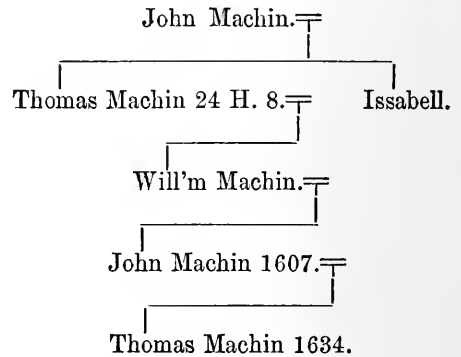 John Machin.
Thomas Machin 24 H. 8. Issabell.
Will'm Machin.
John Machin 1607.
Thomas Machin 1634.